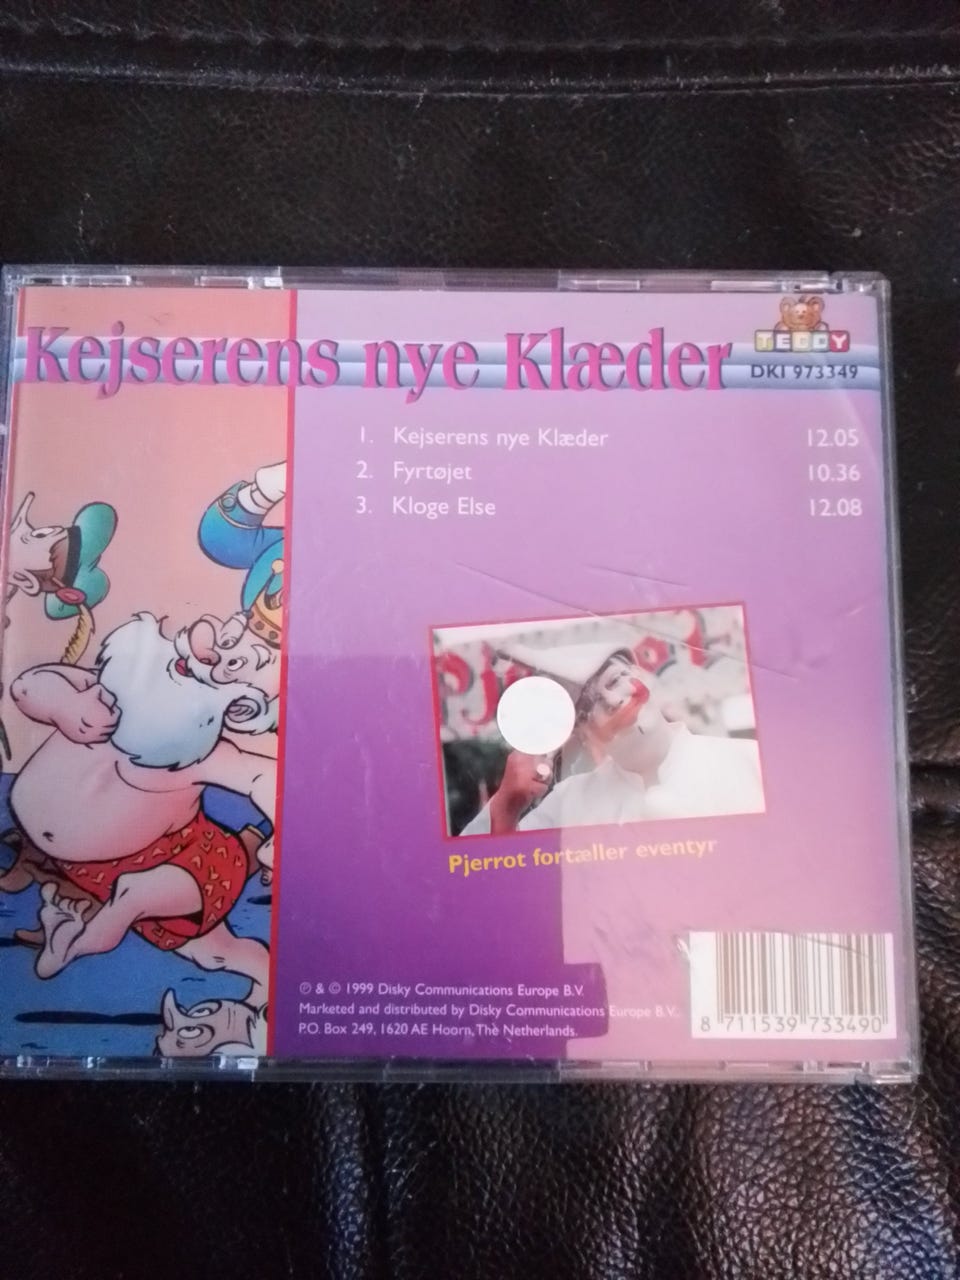 Kejserens nye Klæder
TEDDY
DKI 973349
1. Kejserens nye Klæder 12.05
2. Fyrtøjet 10.36
3. Kloge Else 12.08
Pjerrot fortæller eventyr
℗ & © 1999 Disky Communications Europe B.V.
Marketed and distributed by Disky Communications Europe B.V.,
P.O. Box 249, 1620 AE Hoorn, The Netherlands.
8 711539 733490